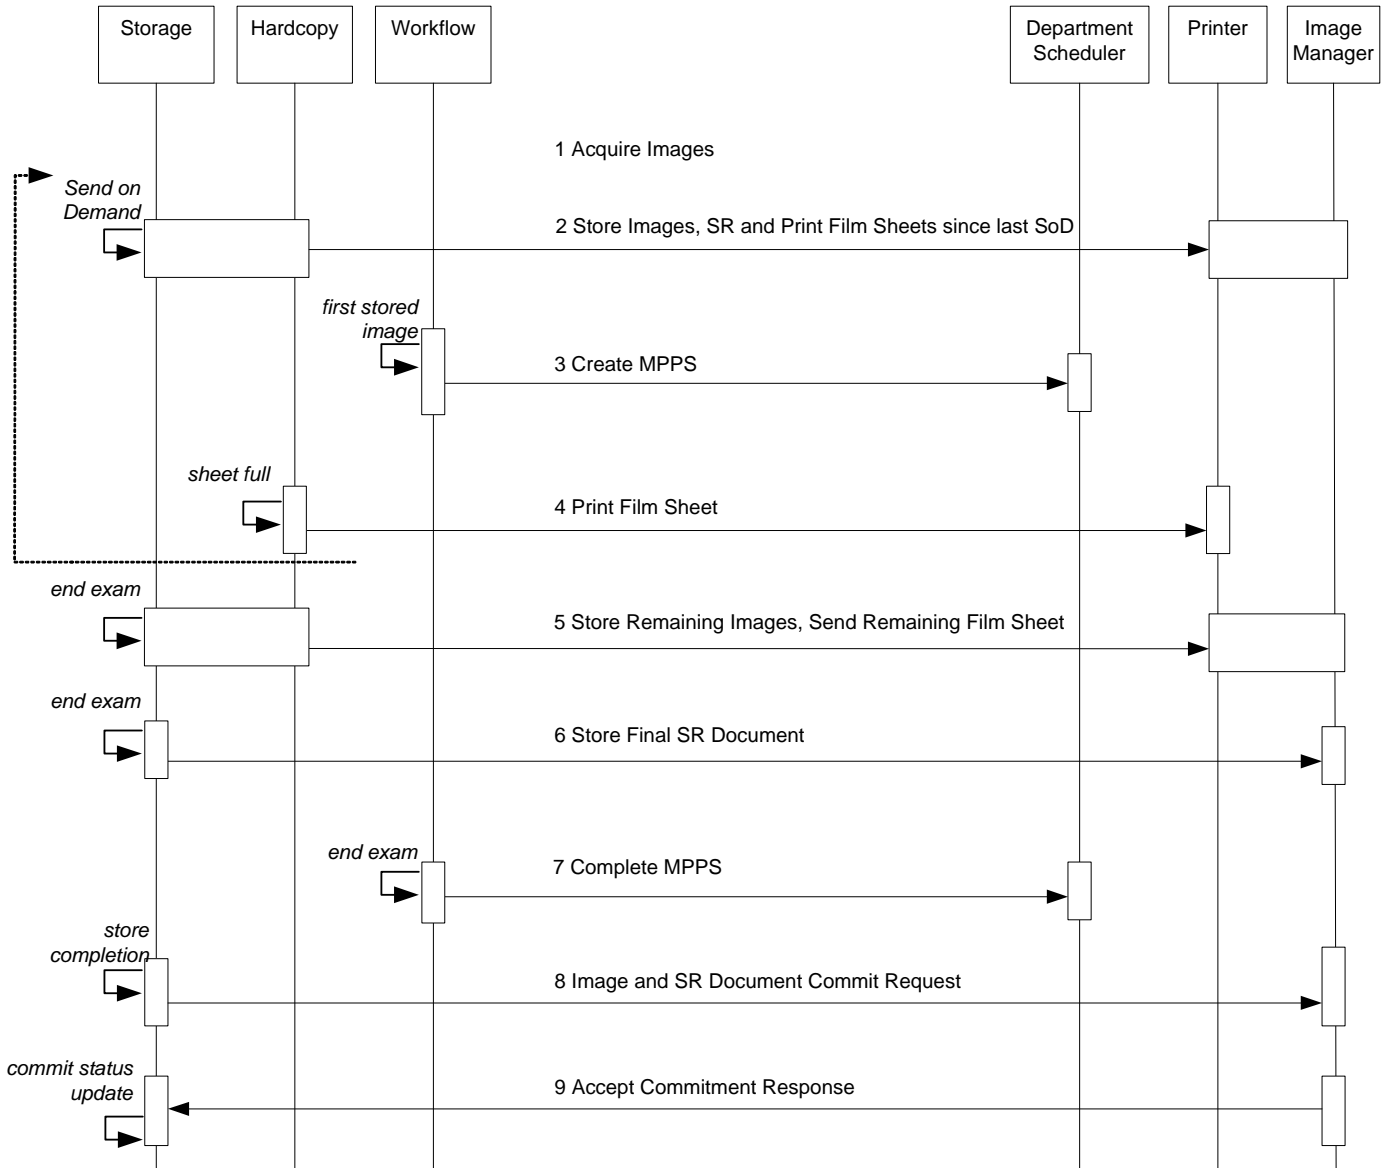 Storage
Hardcopy
Workflow
Department
Scheduler
Printer
Image
Manager
1 Acquire Images
Send on
Demand
2 Store Images, SR and Print Film Sheets since last SoD
first stored
image
3 Create MPPS
sheet full
4 Print Film Sheet
end exam
5 Store Remaining Images, Send Remaining Film Sheet
end exam
6 Store Final SR Document
end exam
7 Complete MPPS
store
completion
8 Image and SR Document Commit Request
commit status
update
9 Accept Commitment Response